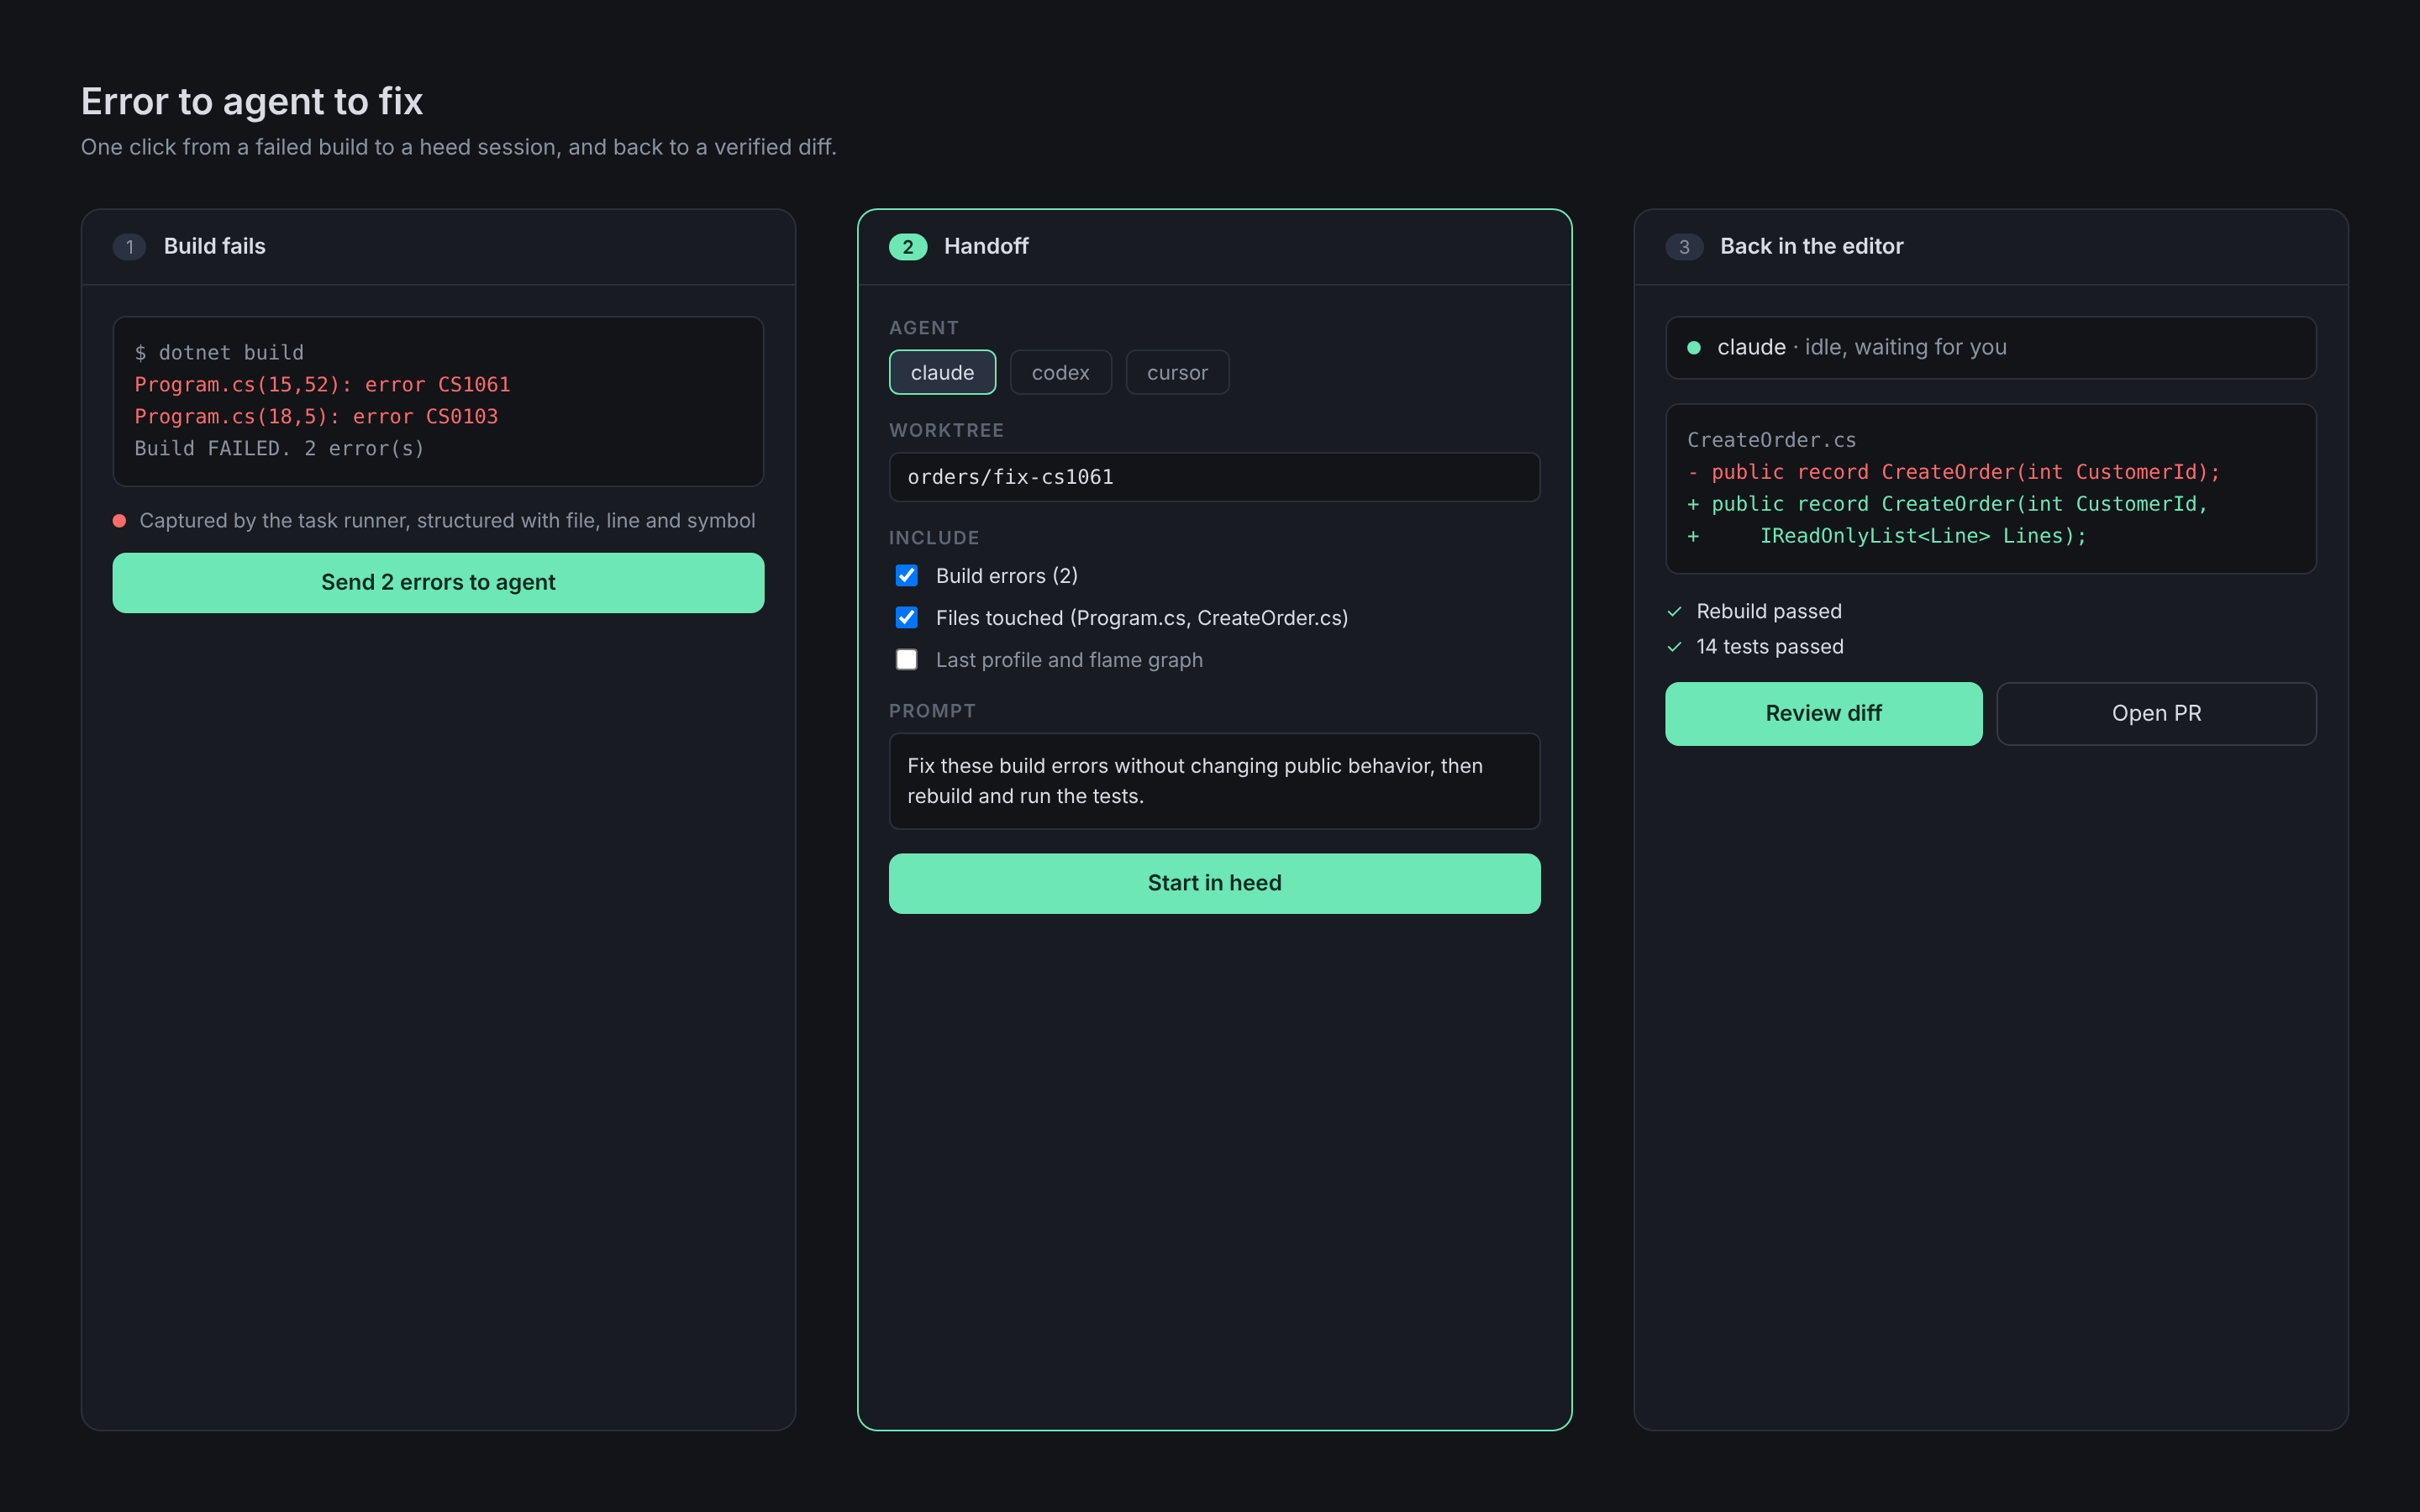 Error to agent to fix
One click from a failed build to a heed session, and back to a verified diff.
1 Build fails
$ dotnet build
Program.cs(15,52): error CS1061
Program.cs(18,5): error CS0103
Build FAILED. 2 error(s)
Captured by the task runner, structured with file, line and symbol
Send 2 errors to agent
2 Handoff
AGENT
claude codex cursor
WORKTREE
orders/fix-cs1061
INCLUDE
Build errors (2)
Files touched (Program.cs, CreateOrder.cs)
Last profile and flame graph
PROMPT
Fix these build errors without changing public behavior, then
rebuild and run the tests.
Start in heed
3 Back in the editor
claude · idle, waiting for you
CreateOrder.cs
- public record CreateOrder(int CustomerId);
+ public record CreateOrder(int CustomerId,
+     IReadOnlyList<Line> Lines);
Rebuild passed
14 tests passed
Review diff Open PR